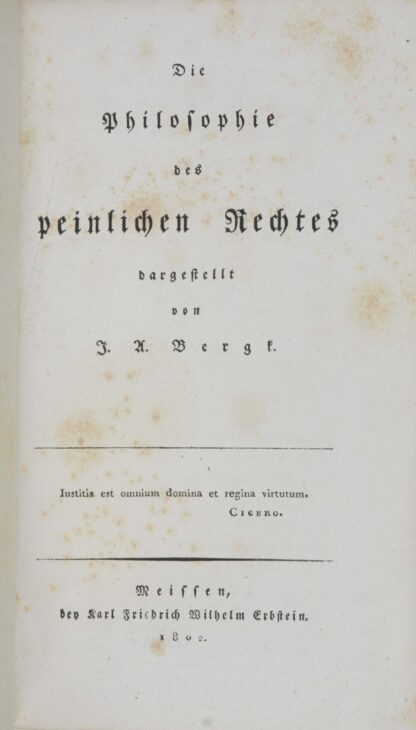 Die
Philoſophie
des
peinlichen Rechtes
dargeſtellt
von
J. A. Bergk.
Iustitia est omnium domina et regina virtutum.
CICERO.
Meiſſen,
bey Karl Friedrich Wilhelm Erbſtein.
1802.